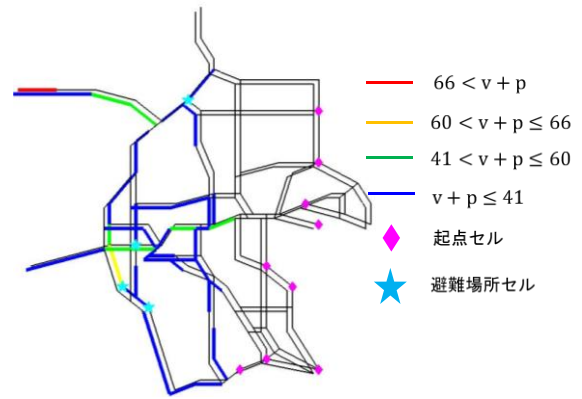 66 < v + p
60 < v + p ≤ 66
41 < v + p ≤ 60
v + p ≤ 41
起点セル
避難場所セル